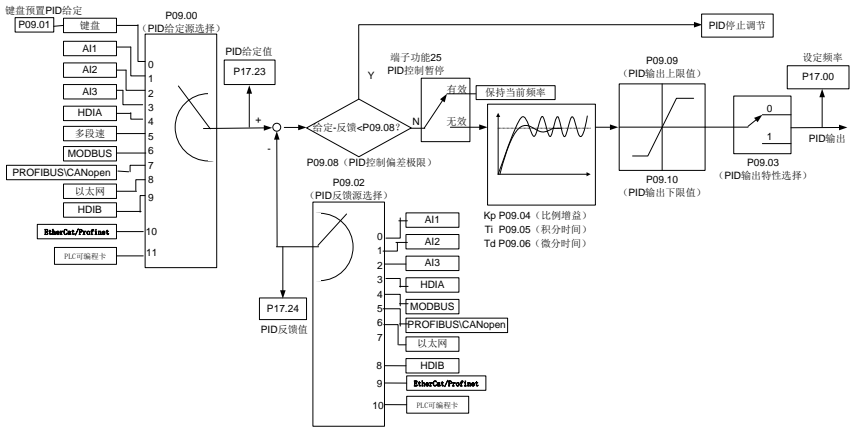 键盘预置PID给定
P09.01
键盘
AI1
AI2
AI3
HDIA
多段速
MODBUS
PROFIBUS\CANopen
以太网
HDIB
EtherCat/Profinet
PLC可编程卡
P09.00
(PID给定源选择)
0
1
2
3
4
5
6
7
8
9
10
11
PID给定值
P17.23
+
-
Y
给定-反馈<P09.08?
N
P09.08(PID控制偏差极限)
端子功能25
PID控制暂停
有效
无效
保持当前频率
PID停止调节
Kp P09.04(比例增益)
Ti P09.05(积分时间)
Td P09.06(微分时间)
P09.09
(PID输出上限值)
P09.10
(PID输出下限值)
设定频率
P17.00
0
1
PID输出
P09.03
(PID输出特性选择)
P09.02
(PID反馈源选择)
0
1
2
3
4
5
6
7
8
9
10
AI1
AI2
AI3
HDIA
MODBUS
PROFIBUS\CANopen
以太网
HDIB
EtherCat/Profinet
PLC可编程卡
P17.24
PID反馈值